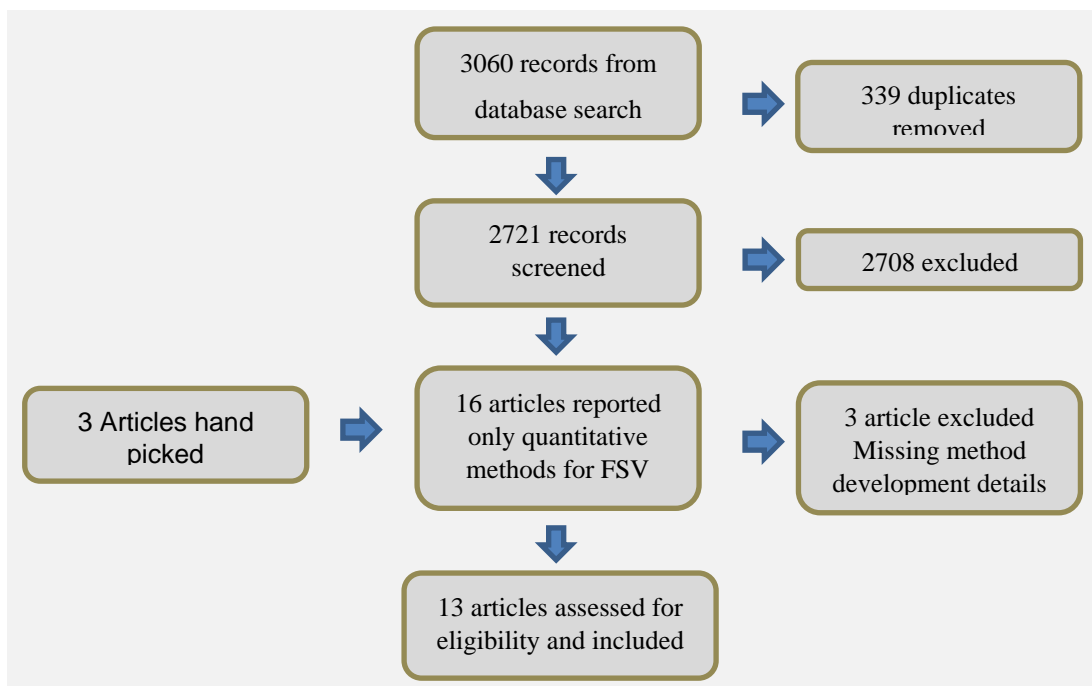 3060 records from
database search
339 duplicates
removed
2721 records
screened
2708 excluded
3 Articles hand
picked
16 articles reported
only quantitative
methods for FSV
3 article excluded
Missing method
development details
13 articles assessed for
eligibility and included